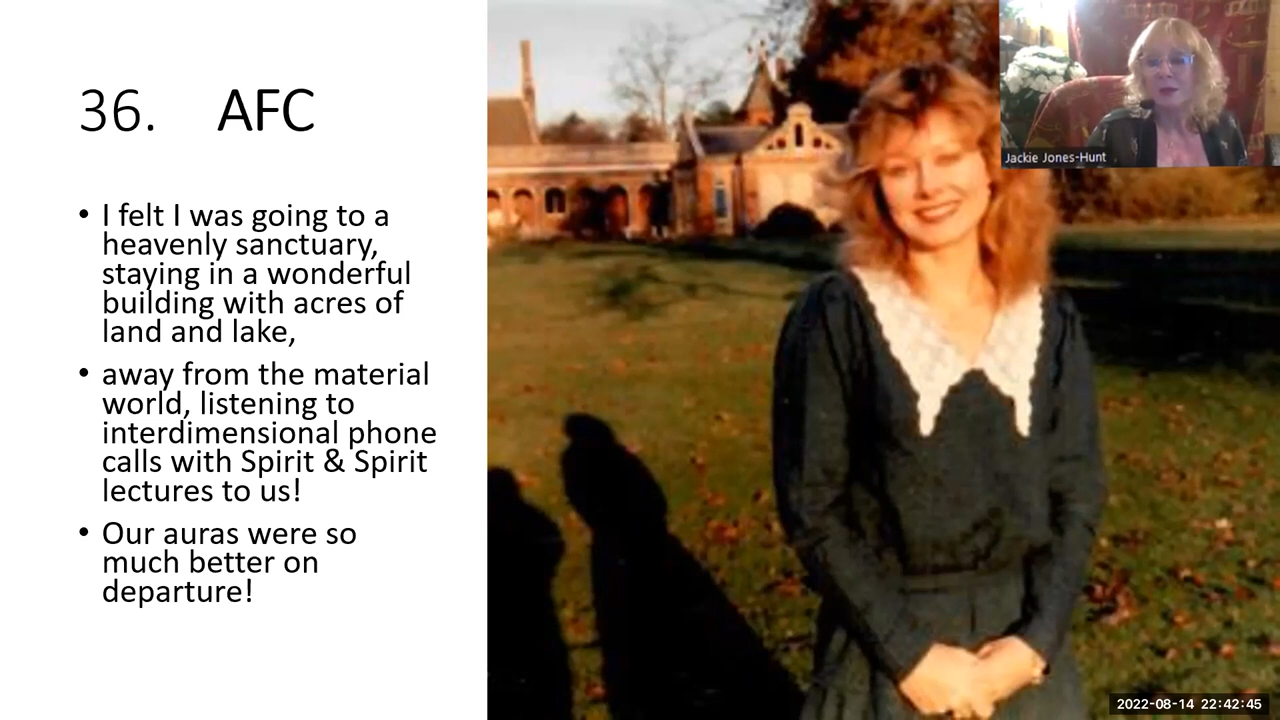 36. AFC
• I felt I was going to a
heavenly sanctuary,
staying in a wonderful
building with acres of
land and lake,
• away from the material
world, listening to
interdimensional phone
calls with Spirit & Spirit
lectures to us!
• Our auras were so
much better on
departure!
Jackie Jones-Hunt
2022-08-14 22:42:45